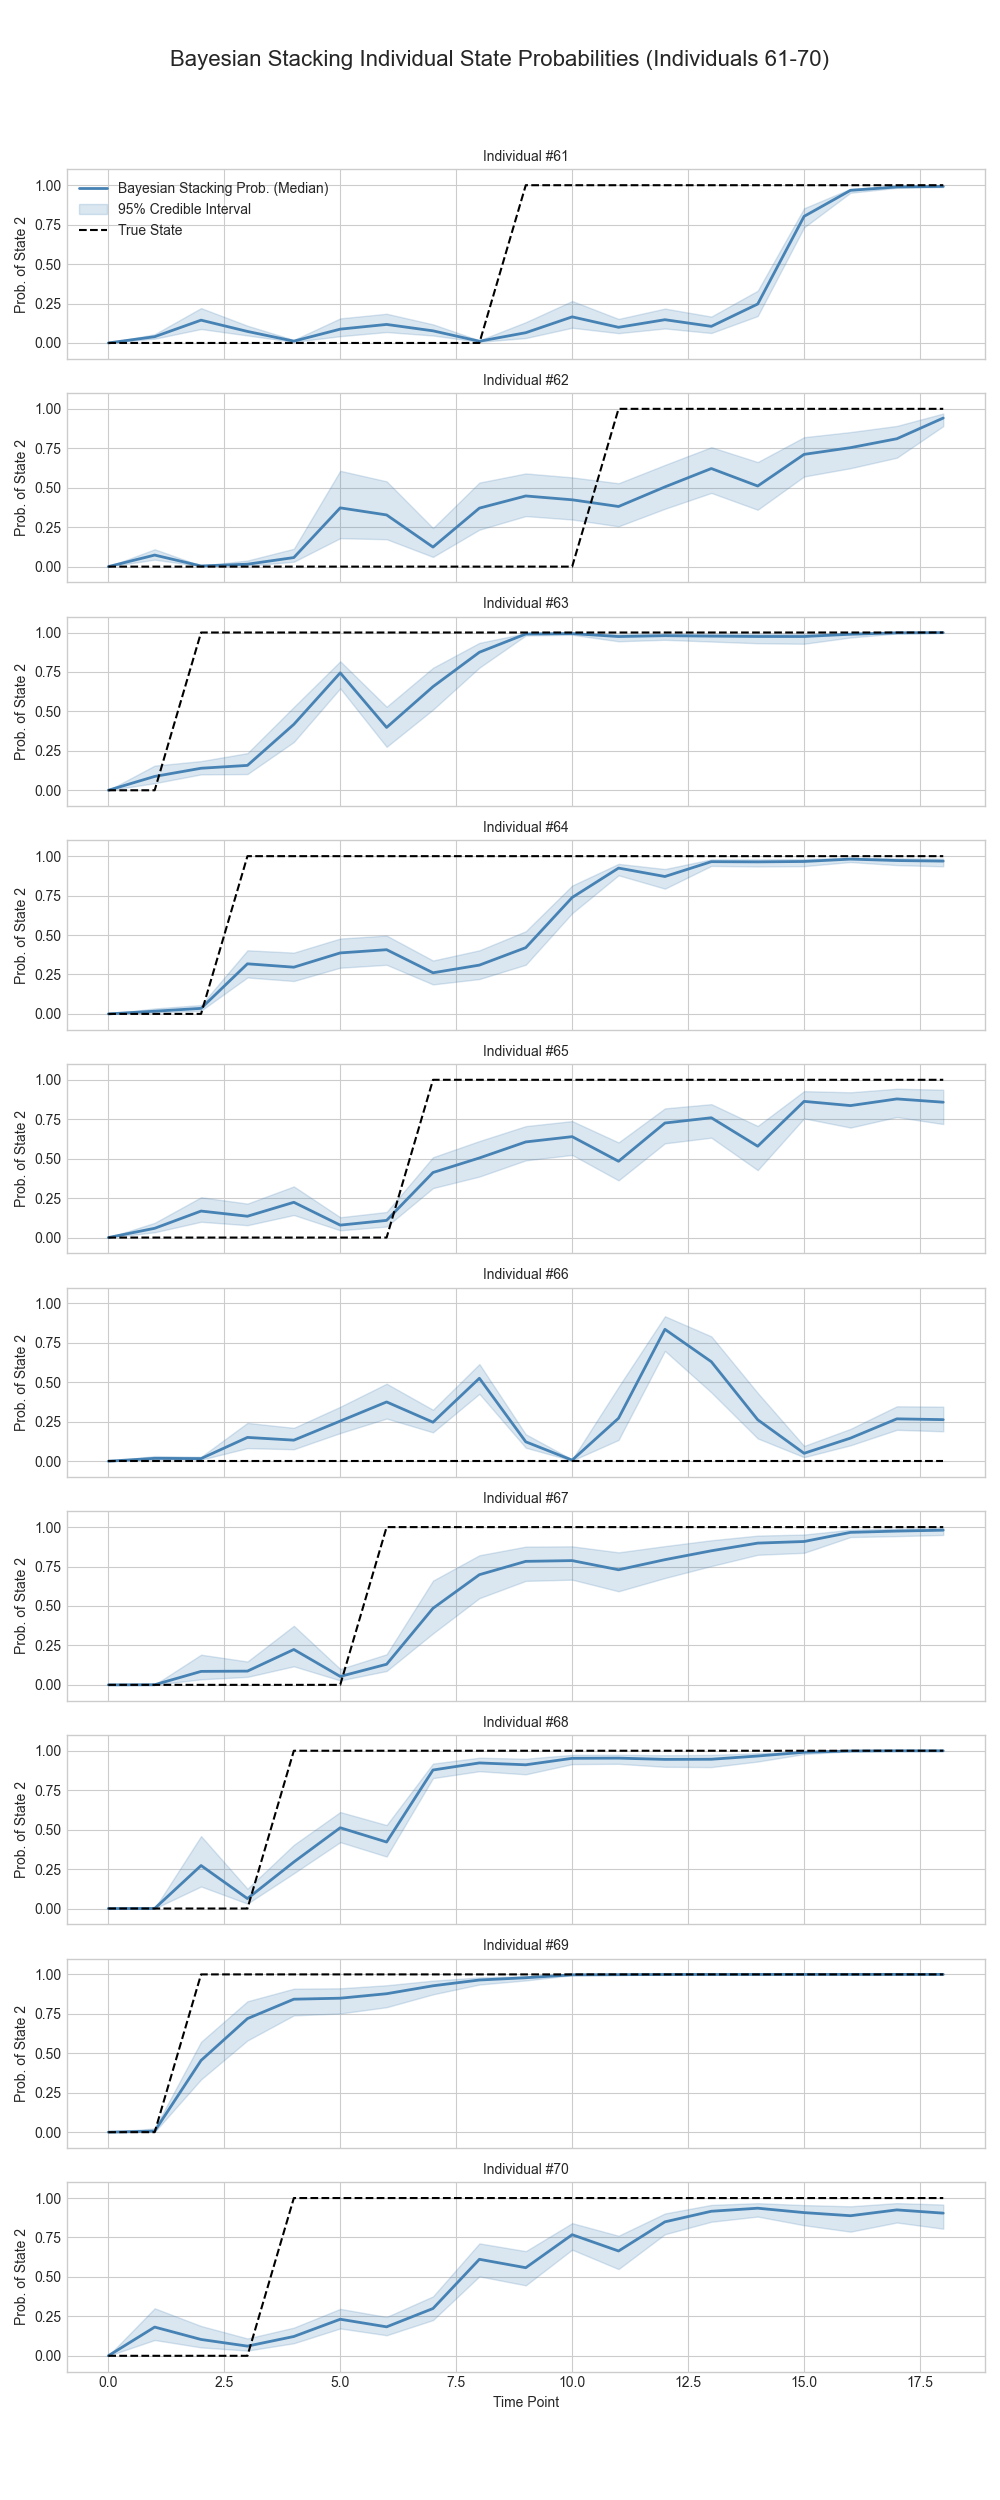 Bayesian Stacking Individual State Probabilities (Individuals 61-70)
Individual #61
Bayesian Stacking Prob. (Median)
95% Credible Interval
True State
Prob. of State 2
1.00
0.75
0.50
0.25
0.00
Individual #62
Prob. of State 2
1.00
0.75
0.50
0.25
0.00
Individual #63
Prob. of State 2
1.00
0.75
0.50
0.25
0.00
Individual #64
Prob. of State 2
1.00
0.75
0.50
0.25
0.00
Individual #65
Prob. of State 2
1.00
0.75
0.50
0.25
0.00
Individual #66
Prob. of State 2
1.00
0.75
0.50
0.25
0.00
Individual #67
Prob. of State 2
1.00
0.75
0.50
0.25
0.00
Individual #68
Prob. of State 2
1.00
0.75
0.50
0.25
0.00
Individual #69
Prob. of State 2
1.00
0.75
0.50
0.25
0.00
Individual #70
Prob. of State 2
1.00
0.75
0.50
0.25
0.00
0.0 2.5 5.0 7.5 10.0 12.5 15.0 17.5
Time Point